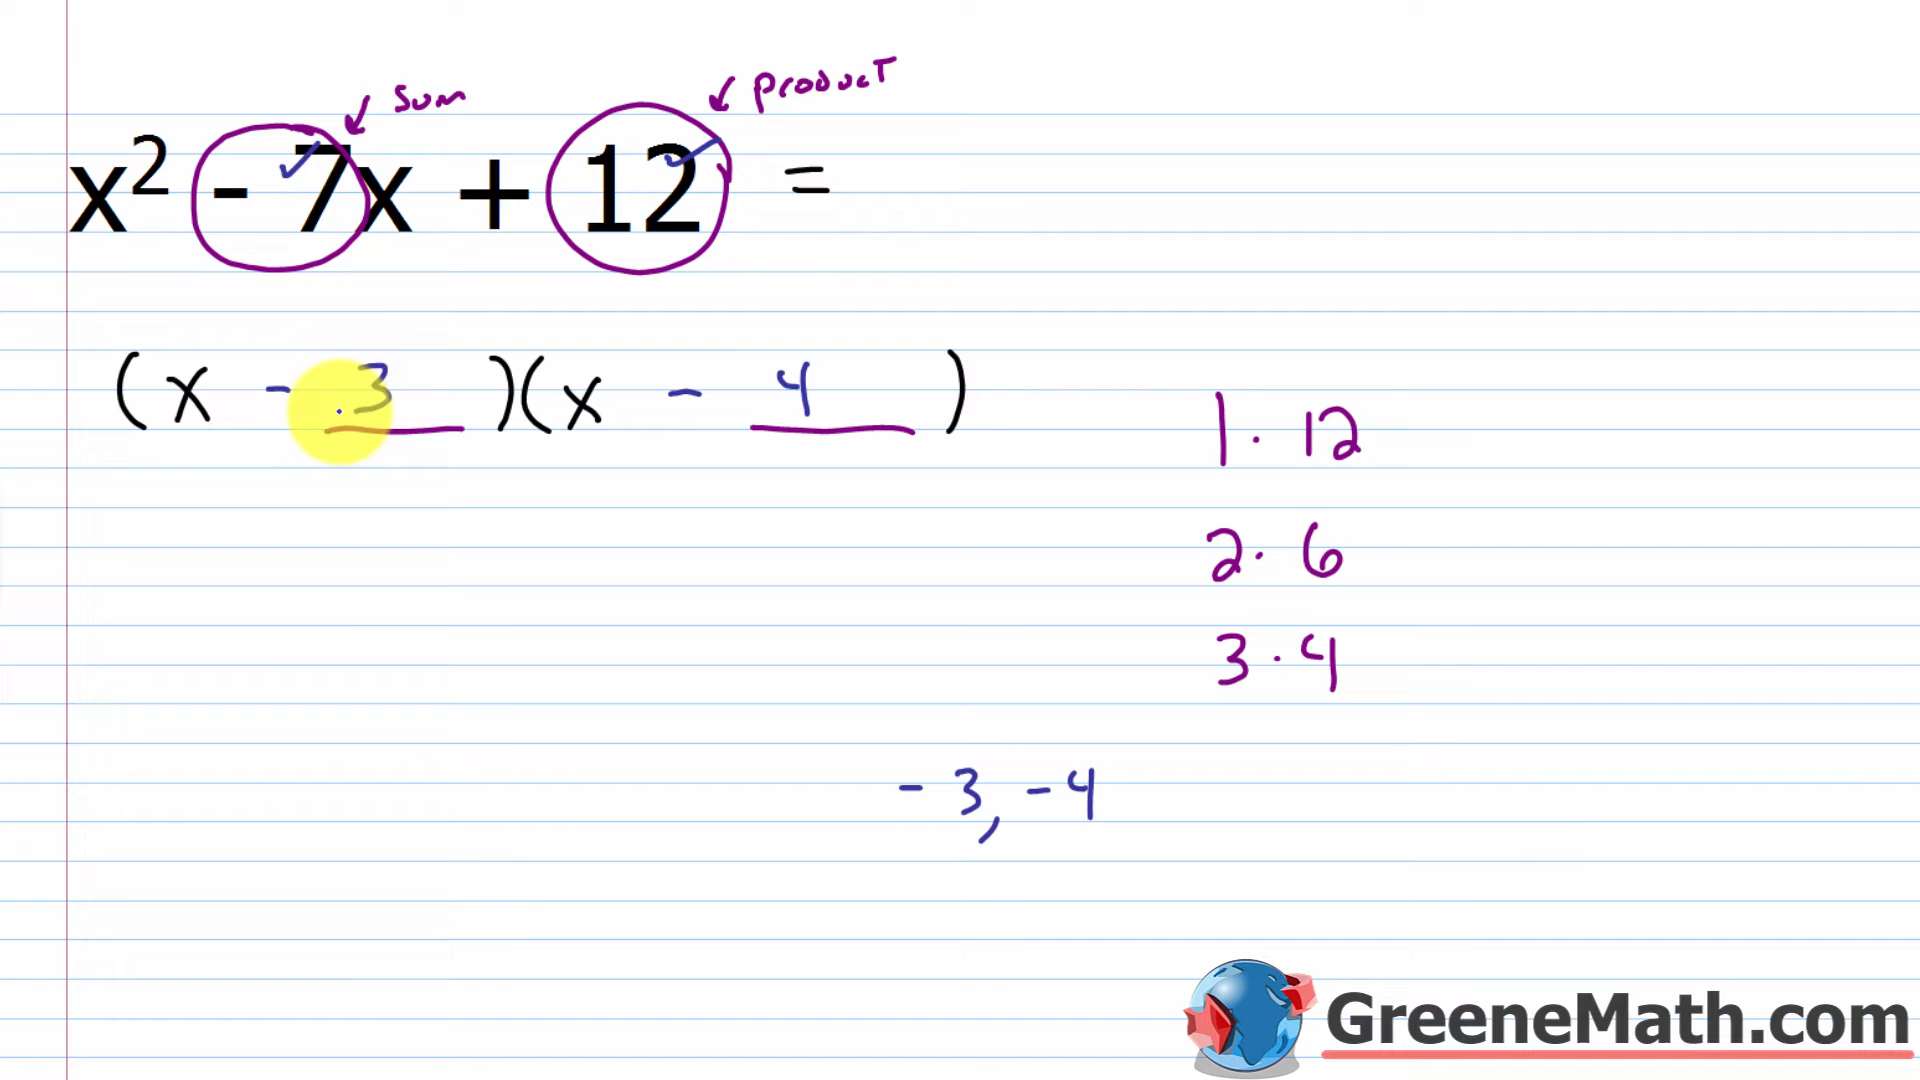 sum
product
x² - 7x + 12 =
(x - 3)(x - 4)
1 · 12
2 · 6
3 · 4
- 3, - 4
GreeneMath.com